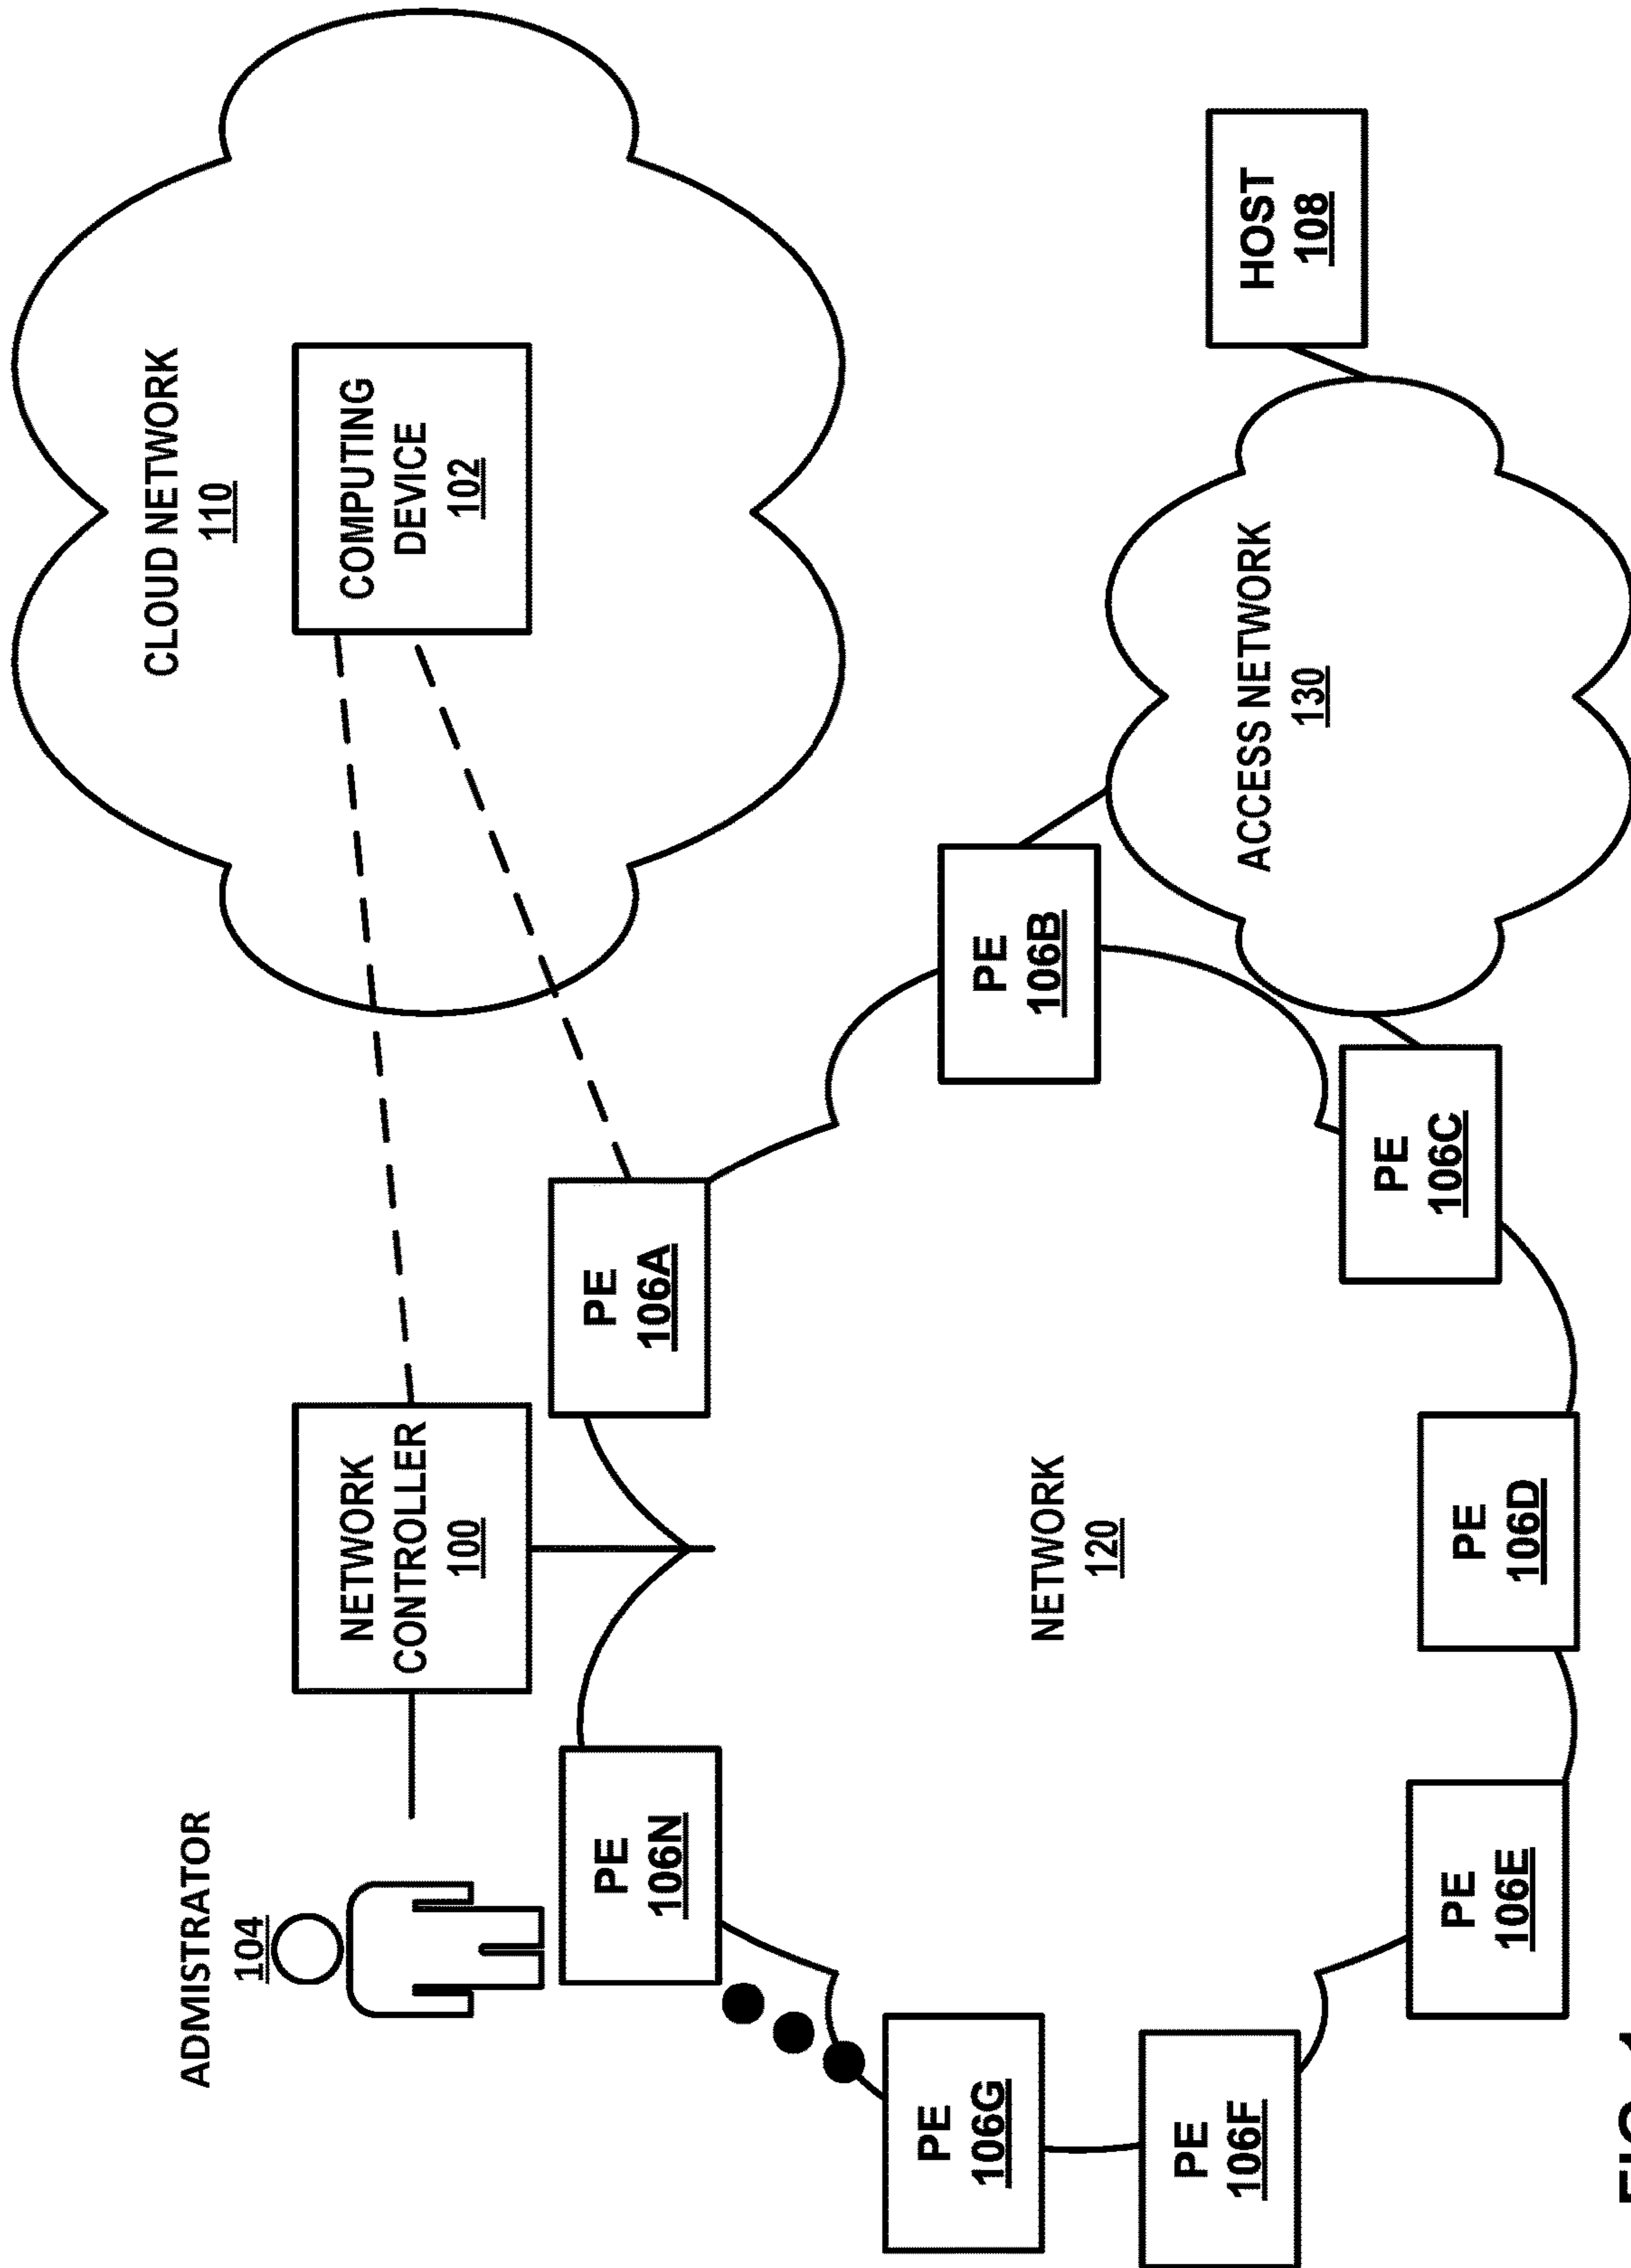 ADMISTRATOR
104
NETWORK
CONTROLLER
100
CLOUD NETWORK
110
COMPUTING
DEVICE
102
PE
106N
PE
106A
PE
106G
PE
106B
NETWORK
120
PE
106F
PE
106C
ACCESS NETWORK
130
HOST
108
PE
106E
PE
106D